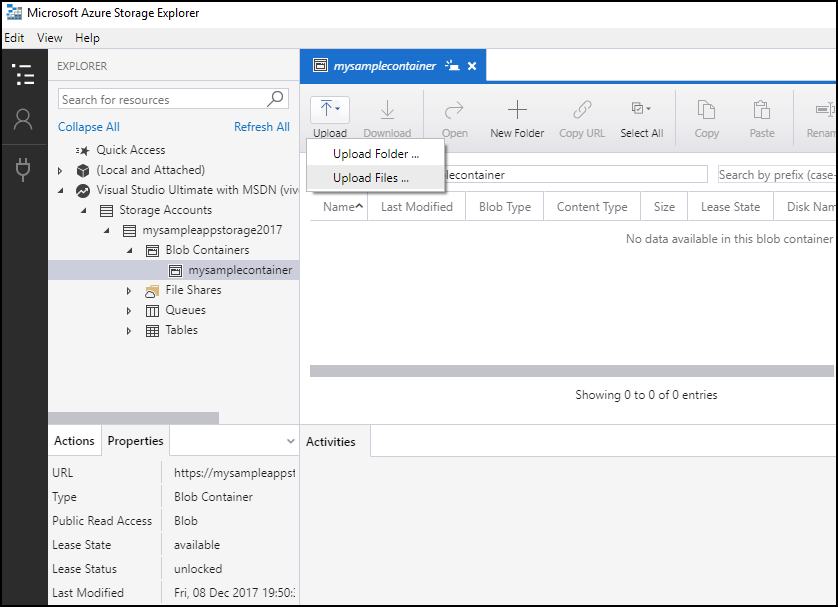 Microsoft Azure Storage Explorer
Edit View Help
EXPLORER
Search for resources
Collapse All Refresh All
Quick Access
(Local and Attached)
Visual Studio Ultimate with MSDN
Storage Accounts
mysampleappstorage2017
Blob Containers
mysamplecontainer
File Shares
Queues
Tables
Actions Properties
URL https://mysampleappst
Type Blob Container
Public Read Access Blob
Lease State available
Lease Status unlocked
Last Modified Fri, 08 Dec 2017 19:50:
mysamplecontainer
Upload Download Open New Folder Copy URL Select All Copy Paste Renam
Upload Folder ...
Upload Files ...
lecontainer
Search by prefix (case-
Name Last Modified Blob Type Content Type Size Lease State Disk Nam
No data available in this blob container
Showing 0 to 0 of 0 entries
Activities